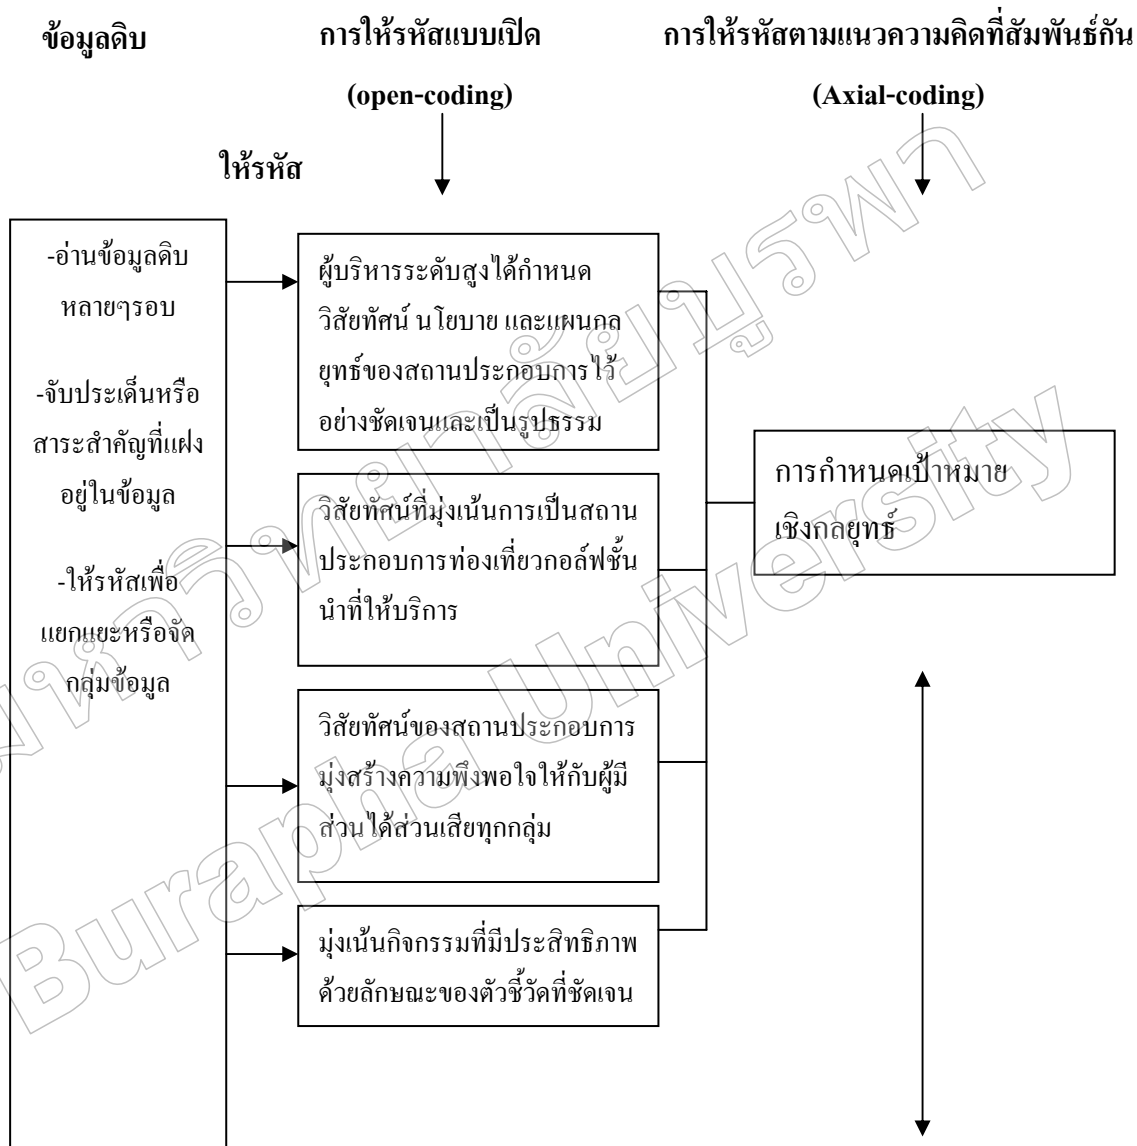 ข้อมูลดิบ
การให้รหัสแบบเปิด
(open-coding)
การให้รหัสตามแนวความคิดที่สัมพันธ์กัน
(Axial-coding)
ให้รหัส
-อ่านข้อมูลดิบ
หลายๆรอบ
-จับประเด็นหรือ
สาระสำคัญที่แฝง
อยู่ในข้อมูล
-ให้รหัสเพื่อ
แยกแยะหรือจัด
กลุ่มข้อมูล
ผู้บริหารระดับสูงได้กำหนด
วิสัยทัศน์ นโยบาย และแผนกล
ยุทธ์ของสถานประกอบการไว้
อย่างชัดเจนและเป็นรูปธรรม
วิสัยทัศน์ที่มุ่งเน้นการเป็นสถาน
ประกอบการท่องเที่ยวกอล์ฟชั้น
นำที่ให้บริการ
วิสัยทัศน์ของสถานประกอบการ
มุ่งสร้างความพึงพอใจให้กับผู้มี
ส่วนได้ส่วนเสียทุกกลุ่ม
มุ่งเน้นกิจกรรมที่มีประสิทธิภาพ
ด้วยลักษณะของตัวชี้วัดที่ชัดเจน
การกำหนดเป้าหมาย
เชิงกลยุทธ์
มหาวิทยาลัยบูรพา
Burapha University